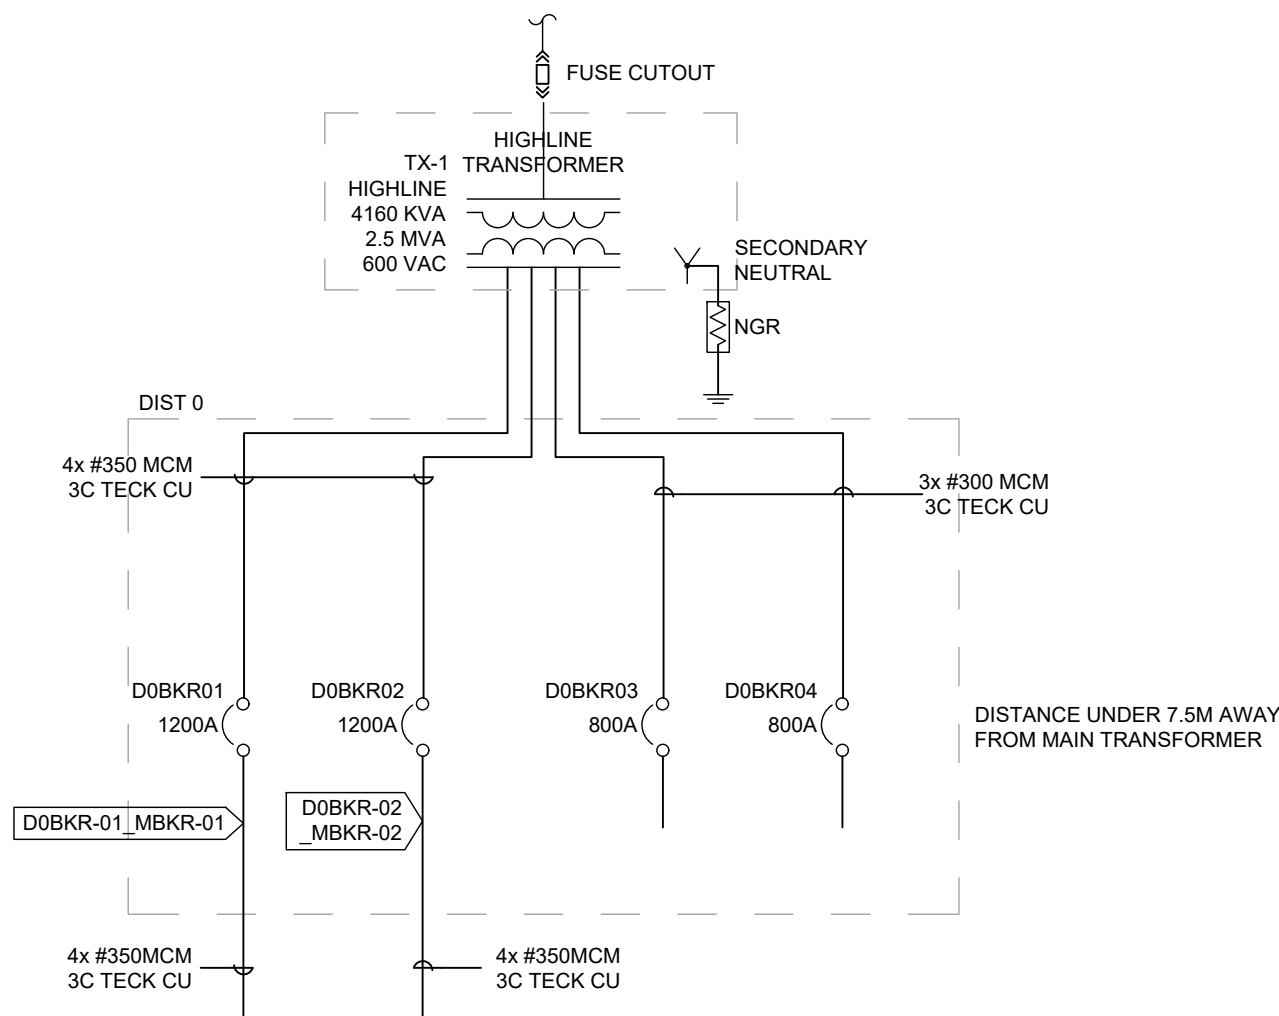 FUSE CUTOUT
HIGHLINE
TRANSFORMER
TX-1
HIGHLINE
4160 KVA
2.5 MVA
600 VAC
SECONDARY
NEUTRAL
NGR
DIST 0
4x #350 MCM
3C TECK CU
3x #300 MCM
3C TECK CU
D0BKR01
1200A
D0BKR02
1200A
D0BKR03
800A
D0BKR04
800A
DISTANCE UNDER 7.5M AWAY
FROM MAIN TRANSFORMER
D0BKR-01_MBKR-01
D0BKR-02
_MBKR-02
4x #350MCM
3C TECK CU
4x #350MCM
3C TECK CU